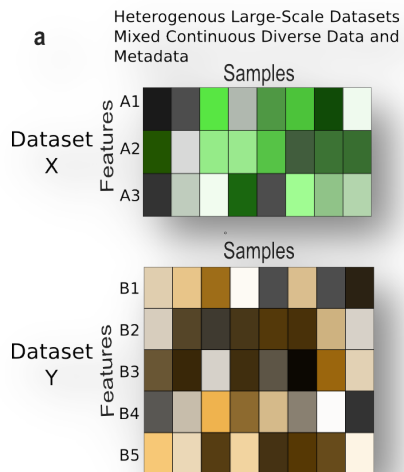 Heterogenous Large-Scale Datasets
a
Mixed Continuous Diverse Data and
Metadata
Samples
Dataset
X
Features
A1
A2
A3
Samples
Dataset
Y
Features
B1
B2
B3
B4
B5